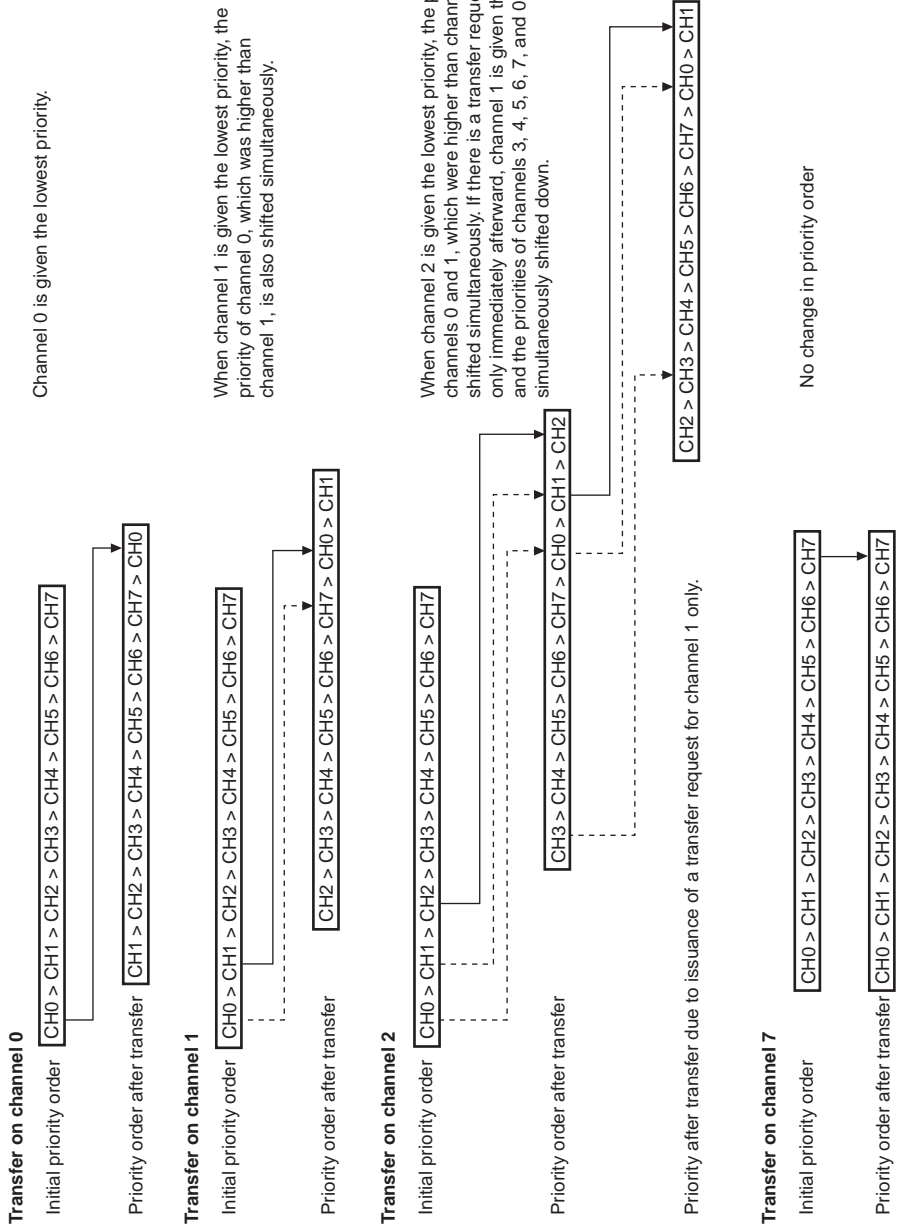 Transfer on channel 0
Initial priority order
CH0 > CH1 > CH2 > CH3 > CH4 > CH5 > CH6 > CH7
Channel 0 is given the lowest priority.
Priority order after transfer
CH1 > CH2 > CH3 > CH4 > CH5 > CH6 > CH7 > CH0
Transfer on channel 1
Initial priority order
CH0 > CH1 > CH2 > CH3 > CH4 > CH5 > CH6 > CH7
When channel 1 is given the lowest priority, the
priority of channel 0, which was higher than
channel 1, is also shifted simultaneously.
Priority order after transfer
CH2 > CH3 > CH4 > CH5 > CH6 > CH7 > CH0 > CH1
Transfer on channel 2
Initial priority order
CH0 > CH1 > CH2 > CH3 > CH4 > CH5 > CH6 > CH7
When channel 2 is given the lowest priority, the p
channels 0 and 1, which were higher than chann
shifted simultaneously. If there is a transfer reque
only immediately afterward, channel 1 is given th
and the priorities of channels 3, 4, 5, 6, 7, and 0
simultaneously shifted down.
Priority order after transfer
CH3 > CH4 > CH5 > CH6 > CH7 > CH0 > CH1 > CH2
Priority after transfer due to issuance of a transfer request for channel 1 only.
CH2 > CH3 > CH4 > CH5 > CH6 > CH7 > CH0 > CH1
Transfer on channel 7
Initial priority order
CH0 > CH1 > CH2 > CH3 > CH4 > CH5 > CH6 > CH7
No change in priority order
Priority order after transfer
CH0 > CH1 > CH2 > CH3 > CH4 > CH5 > CH6 > CH7